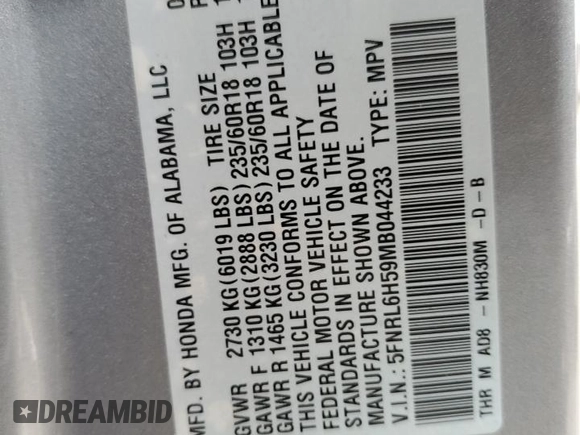 MFD. BY HONDA MFG. OF ALABAMA, LLC
GVWR 2730 KG (6019 LBS) TIRE SIZE
GAWR F 1310 KG (2888 LBS) 235/60R18 103H
GAWR R 1465 KG (3230 LBS) 235/60R18 103H
THIS VEHICLE CONFORMS TO ALL APPLICABLE
FEDERAL MOTOR VEHICLE SAFETY
STANDARDS IN EFFECT ON THE DATE OF
MANUFACTURE SHOWN ABOVE.
V.I.N.: 5FNRL6H59MB044233 TYPE: MPV
THR M AD8 - NH830M -D -B
DREAMBID